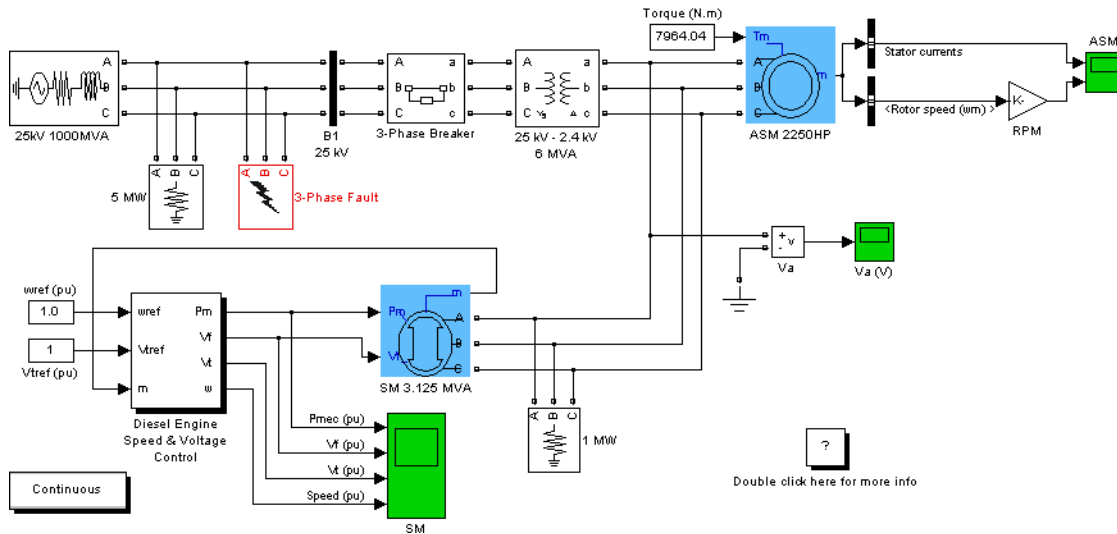 Torque (N.m)
7964.04
Tm
A
B
C
m
ASM 2250HP
Stator currents
<Rotor speed (wm) >
K-
RPM
ASM
A
B
C
25kV 1000MVA
B1
25 kV
A
B
C
a
b
c
3-Phase Breaker
A
B
C
Yg
Δ
a
b
c
25 kV - 2.4 kV
6 MVA
A
B
C
5 MW
A
B
C
3-Phase Fault
+
-
v
Va
Va (V)
wref (pu)
1.0
1
Vtref (pu)
wref
Vtref
m
Pm
Vf
Vt
w
Diesel Engine
Speed & Voltage
Control
m
Pm
Vf
A
B
C
SM 3.125 MVA
A
B
C
1 MW
Pmec (pu)
Vf (pu)
Vt (pu)
Speed (pu)
SM
Continuous
?
Double click here for more info